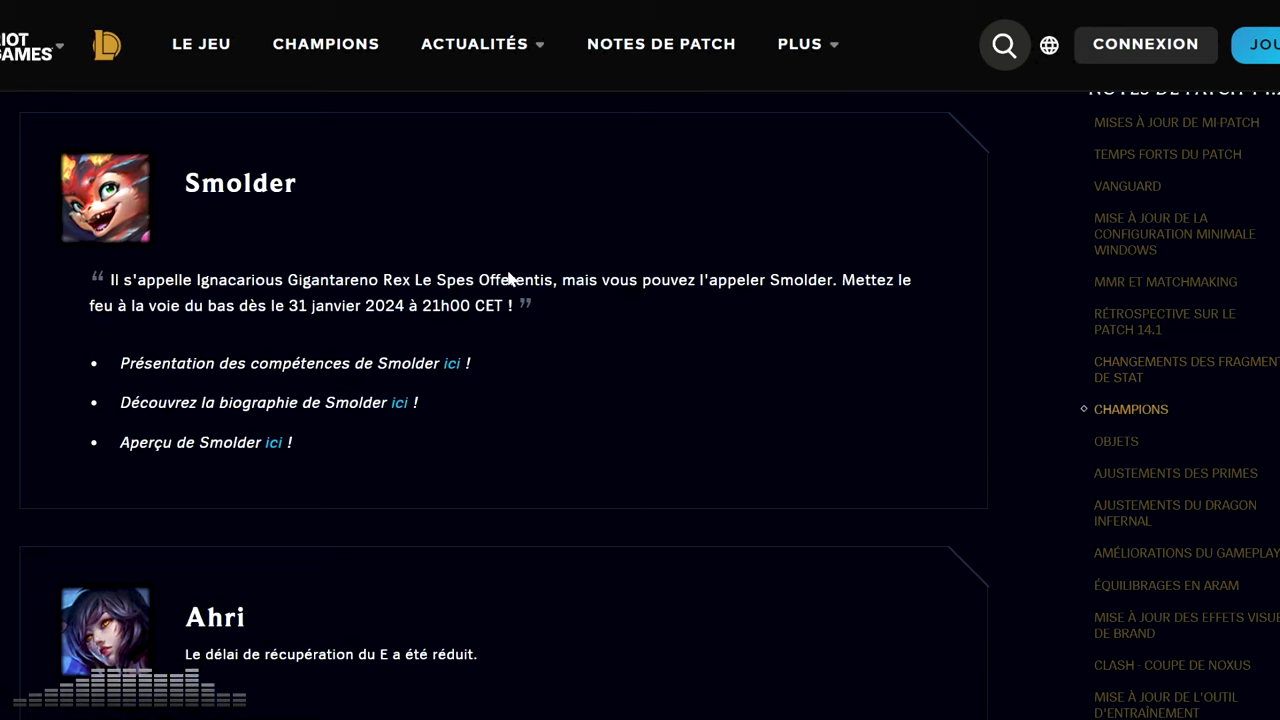 RIOT
GAMES
LE JEU
CHAMPIONS
ACTUALITÉS
NOTES DE PATCH
PLUS
CONNEXION
JOU
Smolder
“ Il s'appelle Ignacarious Gigantareno Rex Le Spes Offerentis, mais vous pouvez l'appeler Smolder. Mettez le
feu à la voie du bas dès le 31 janvier 2024 à 21h00 CET ! ”
• Présentation des compétences de Smolder ici !
• Découvrez la biographie de Smolder ici !
• Aperçu de Smolder ici !
Ahri
Le délai de récupération du E a été réduit.
NOTES DE PATCH
MISES À JOUR DE MI-PATCH
TEMPS FORTS DU PATCH
VANGUARD
MISE À JOUR DE LA
CONFIGURATION MINIMALE
WINDOWS
MMR ET MATCHMAKING
RÉTROSPECTIVE SUR LE
PATCH 14.1
CHANGEMENTS DES FRAGMENT
DE STAT
CHAMPIONS
OBJETS
AJUSTEMENTS DES PRIMES
AJUSTEMENTS DU DRAGON
INFERNAL
AMÉLIORATIONS DU GAMEPLAY
ÉQUILIBRAGES EN ARAM
MISE À JOUR DES EFFETS VISUE
DE BRAND
CLASH - COUPE DE NOXUS
MISE À JOUR DE L'OUTIL
D'ENTRAÎNEMENT